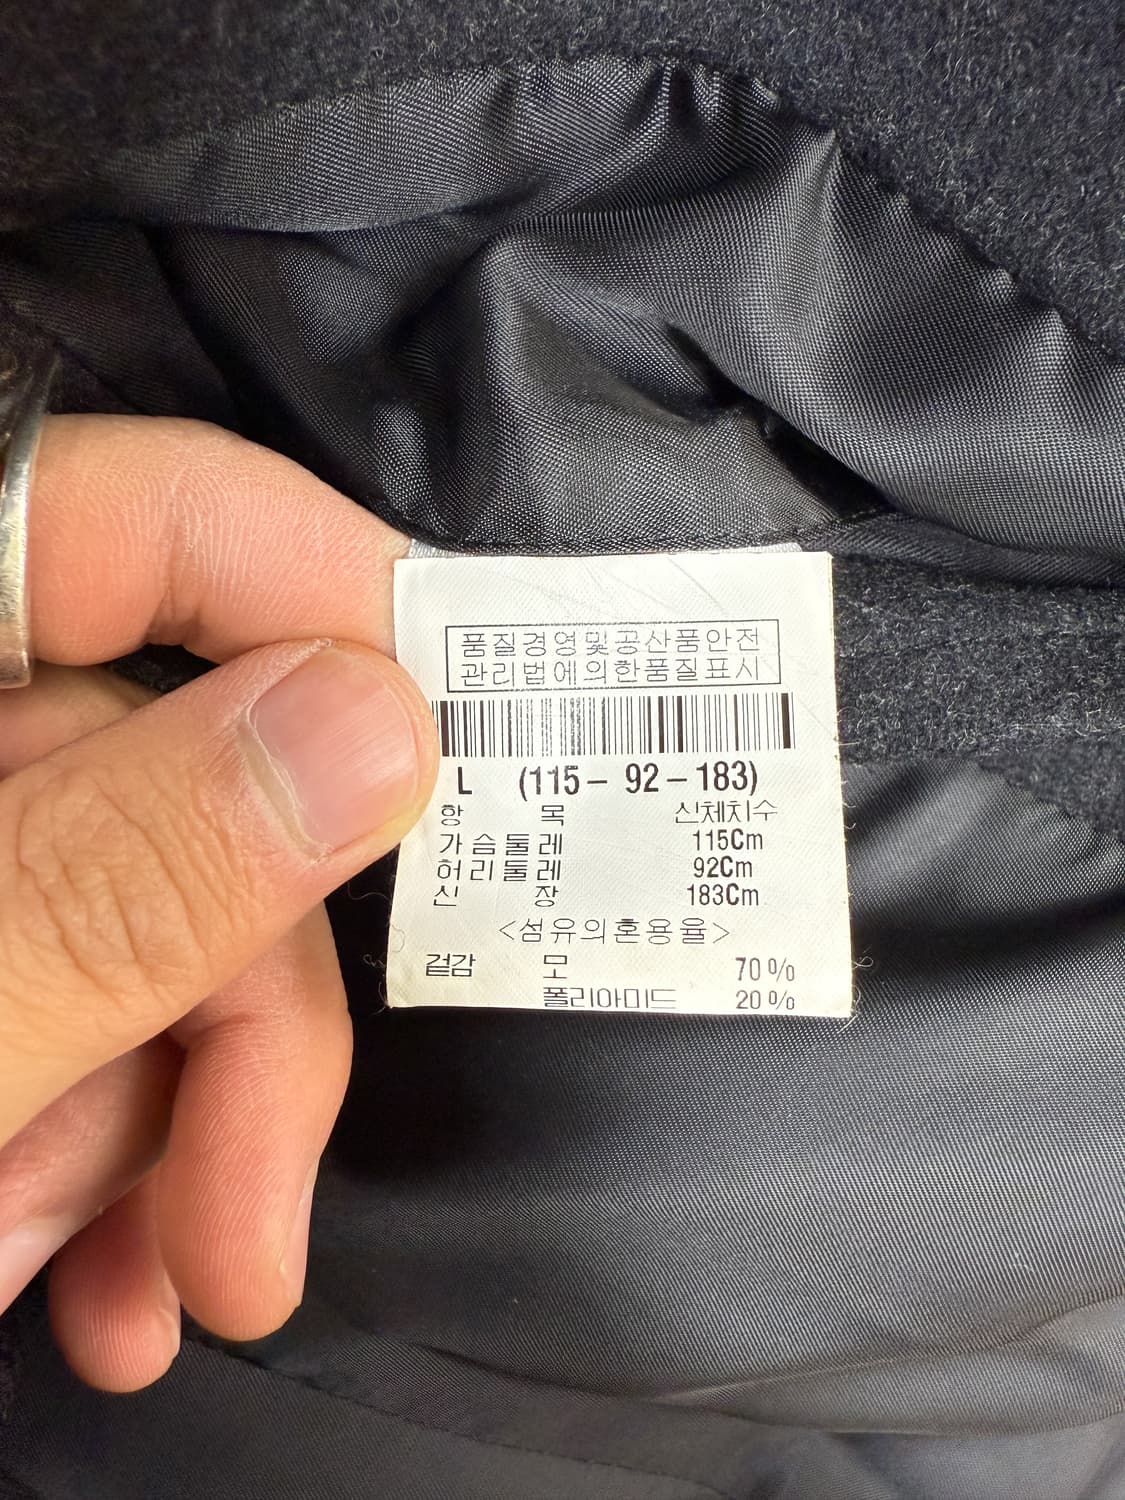 품질경영및공산품안전
관리법에의한품질표시
L (115 - 92 - 183)
항 목 신체치수
가슴둘레 115Cm
허리둘레 92Cm
신 장 183Cm
<섬유의혼용율>
겉감 모 70%
폴리아미드 20%